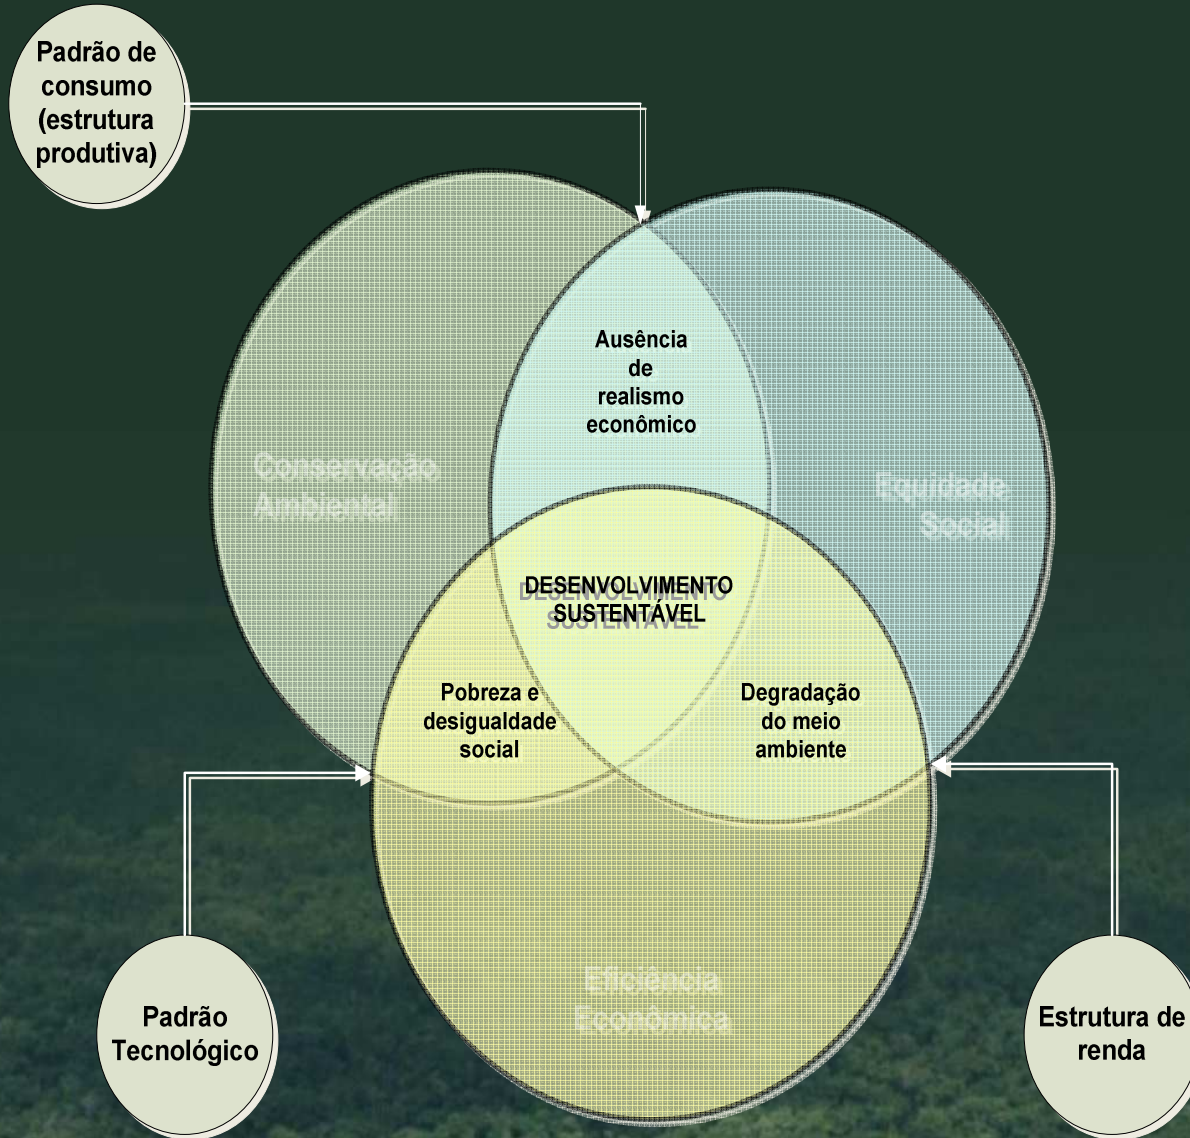 Padrão de
consumo
(estrutura
produtiva)
Ausência
de
realismo
econômico
Conservação
Ambiental
Equidade
Social
DESENVOLVIMENTO
SUSTENTÁVEL
Pobreza e
desigualdade
social
Degradação
do meio
ambiente
Eficiência
Econômica
Padrão
Tecnológico
Estrutura de
renda